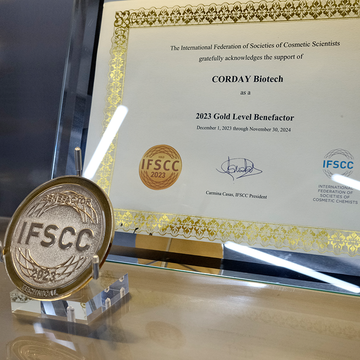 The International Federation of Societies of Cosmetic Scientists
gratefully acknowledges the support of
CORDAY Biotech
as a
2023 Gold Level Benefactor
December 1, 2023 through November 30, 2024
IFSCC
2023
Carmina Casas, IFSCC President
IFSCC
INTERNATIONAL
FEDERATION OF
SOCIETIES OF
COSMETIC CHEMISTS
BENEFACTOR
IFSCC
2023